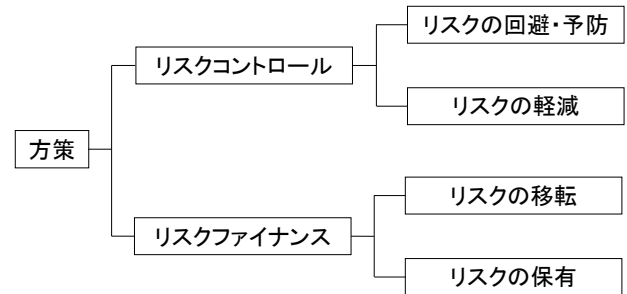 方策
リスクコントロール
リスクの回避・予防
リスクの軽減
リスクファイナンス
リスクの移転
リスクの保有